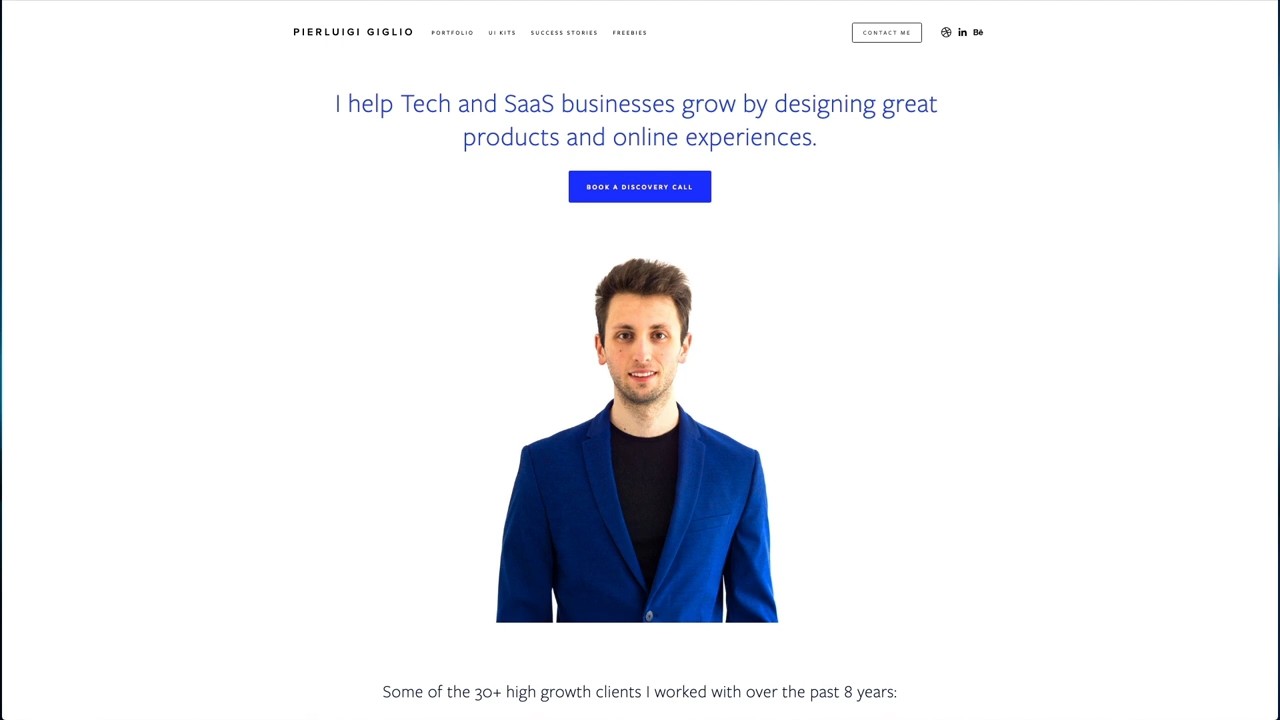 PIERLUIGI GIGLIO PORTFOLIO UI KITS SUCCESS STORIES FREEBIES CONTACT ME in Bē
I help Tech and SaaS businesses grow by designing great
products and online experiences.
BOOK A DISCOVERY CALL
Some of the 30+ high growth clients I worked with over the past 8 years: